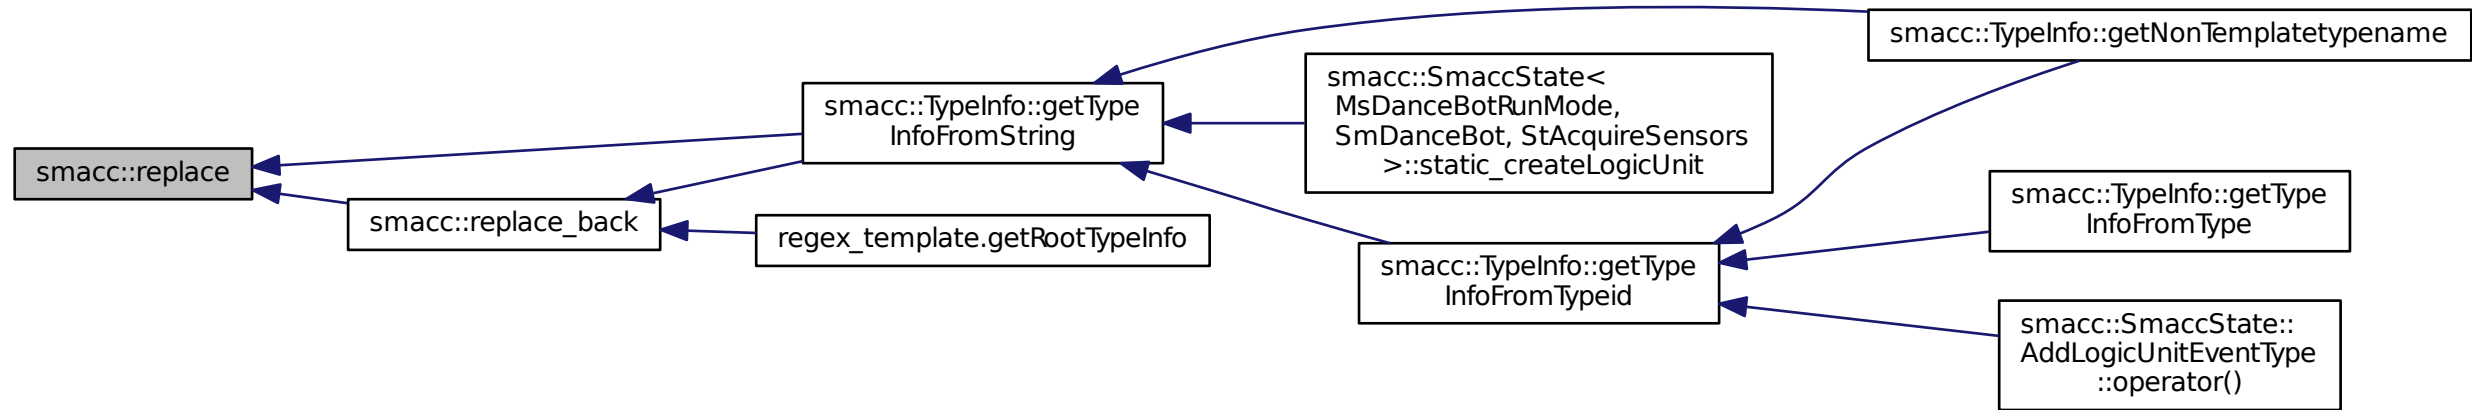 smacc::replace
smacc::replace_back
smacc::TypeInfo::getType
InfoFromString
regex_template.getRootTypeInfo
smacc::SmaccState<
MsDanceBotRunMode,
SmDanceBot, StAcquireSensors
>::static_createLogicUnit
smacc::TypeInfo::getType
InfoFromTypeid
smacc::TypeInfo::getNonTemplatetypename
smacc::TypeInfo::getType
InfoFromType
smacc::SmaccState::
AddLogicUnitEventType
::operator()